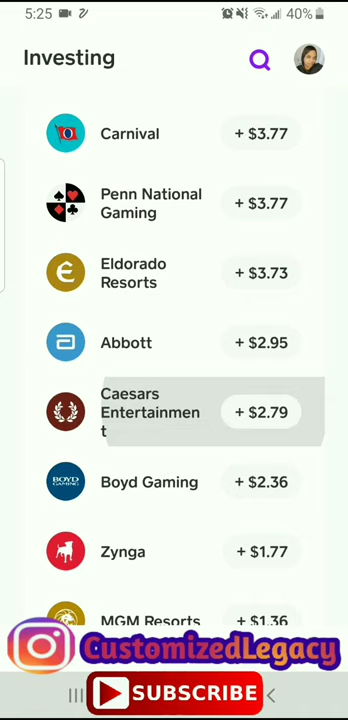 5:25
40%
Investing
Carnival
+ $3.77
Penn National
Gaming
+ $3.77
Eldorado
Resorts
+ $3.73
Abbott
+ $2.95
Caesars
Entertainmen
t
+ $2.79
BOYD
GAMING
Boyd Gaming
+ $2.36
Zynga
+ $1.77
MGM Resorts
+ $1.36
CustomizedLegacy
SUBSCRIBE